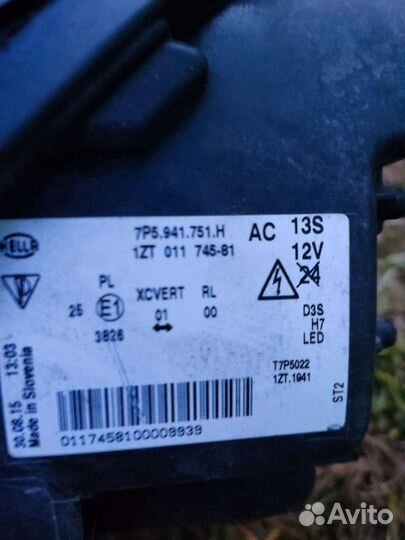 HELLA
7P5.941.751.H
1ZT 011 745-81
AC
13S
12V
24
PL
25
E1
3826
XCVERT
01
RL
00
D3S
H7
LED
T7P5022
1ZT.1941
ST2
30.08.15 13:03
Made in Slovenia
Avito